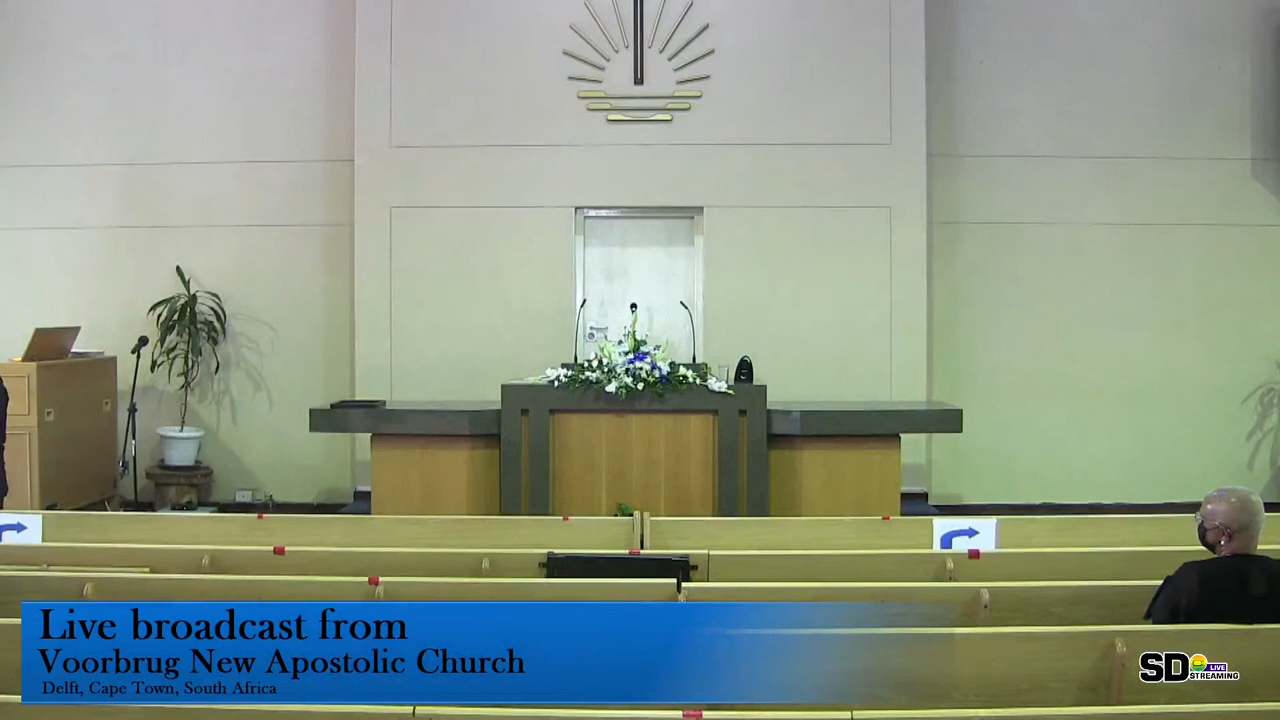 Live broadcast from
Voorbrug New Apostolic Church
Delft, Cape Town, South Africa
SD LIVE
STREAMING